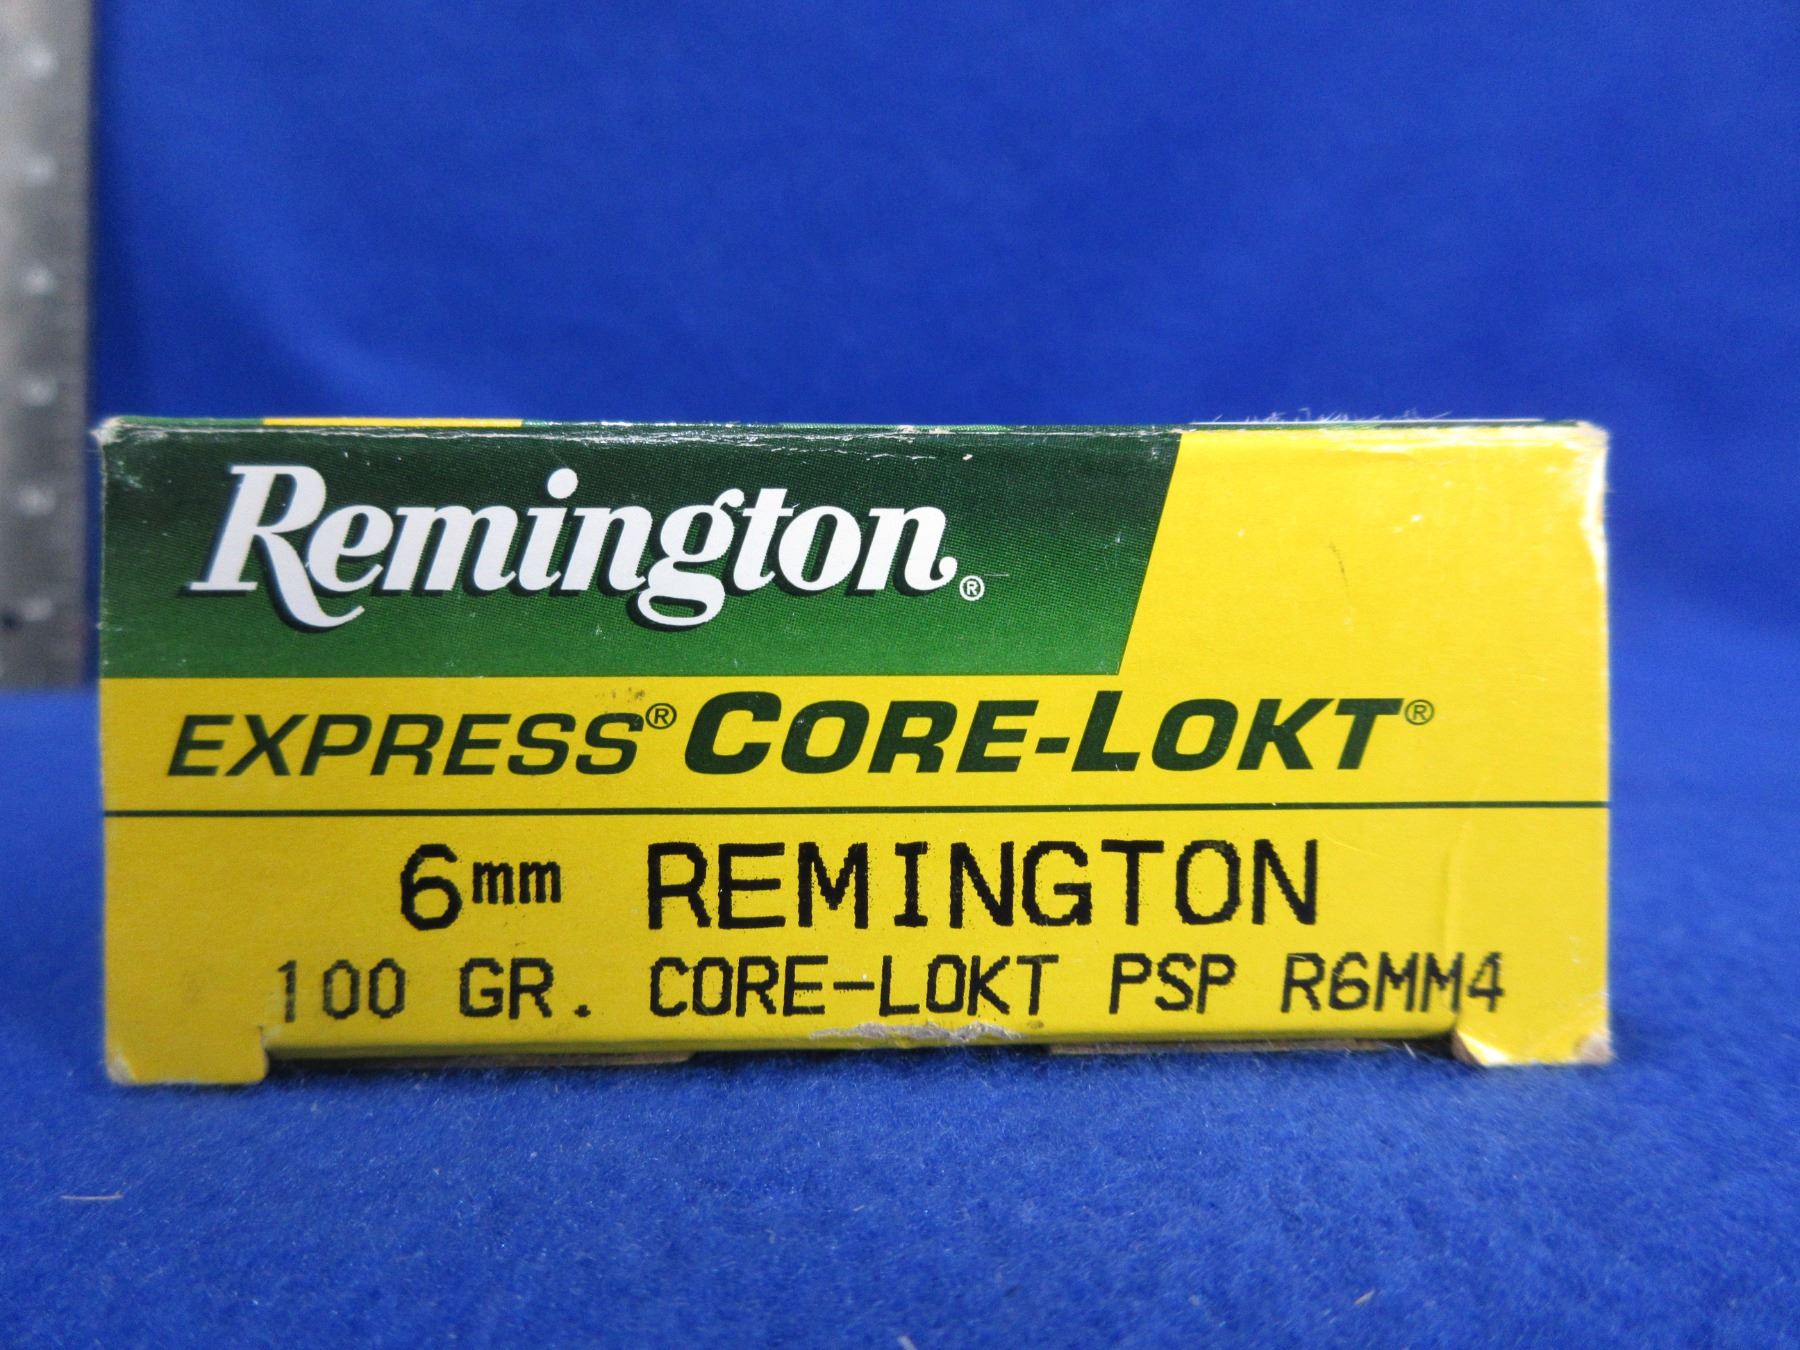 Remington®
EXPRESS® CORE-LOKT®
6mm REMINGTON
100 GR. CORE-LOKT PSP R6MM4